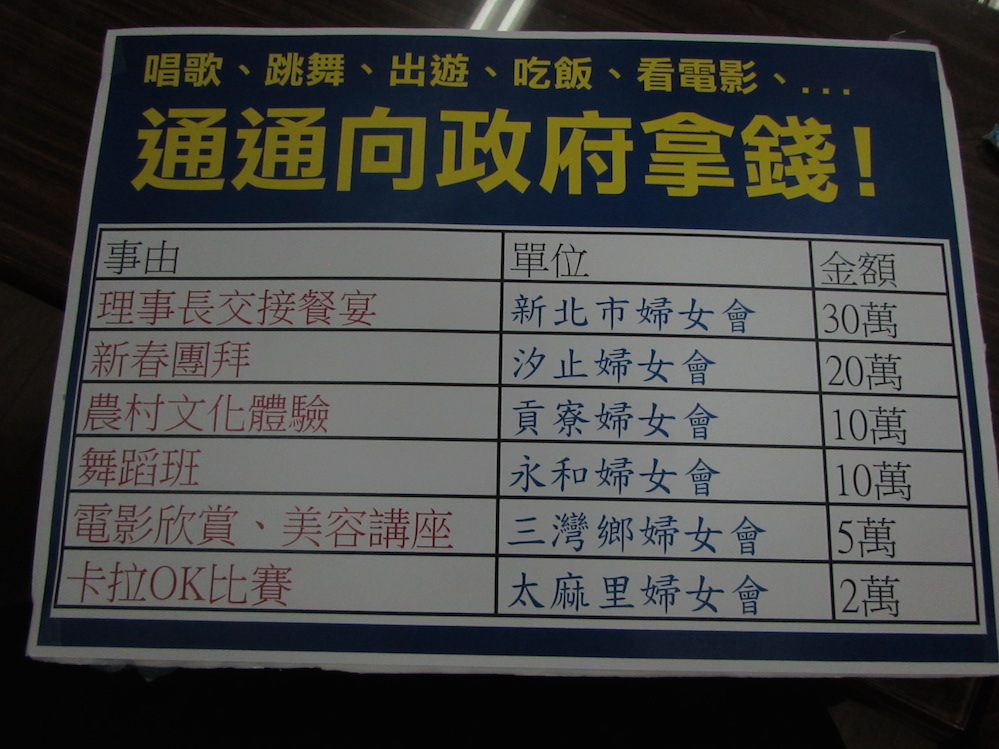 唱歌、跳舞、出遊、吃飯、看電影、...
通通向政府拿錢!
事由 單位 金額
理事長交接餐宴 新北市婦女會 30萬
新春團拜 汐止婦女會 20萬
農村文化體驗 貢寮婦女會 10萬
舞蹈班 永和婦女會 10萬
電影欣賞、美容講座 三灣鄉婦女會 5萬
卡拉OK比賽 太麻里婦女會 2萬